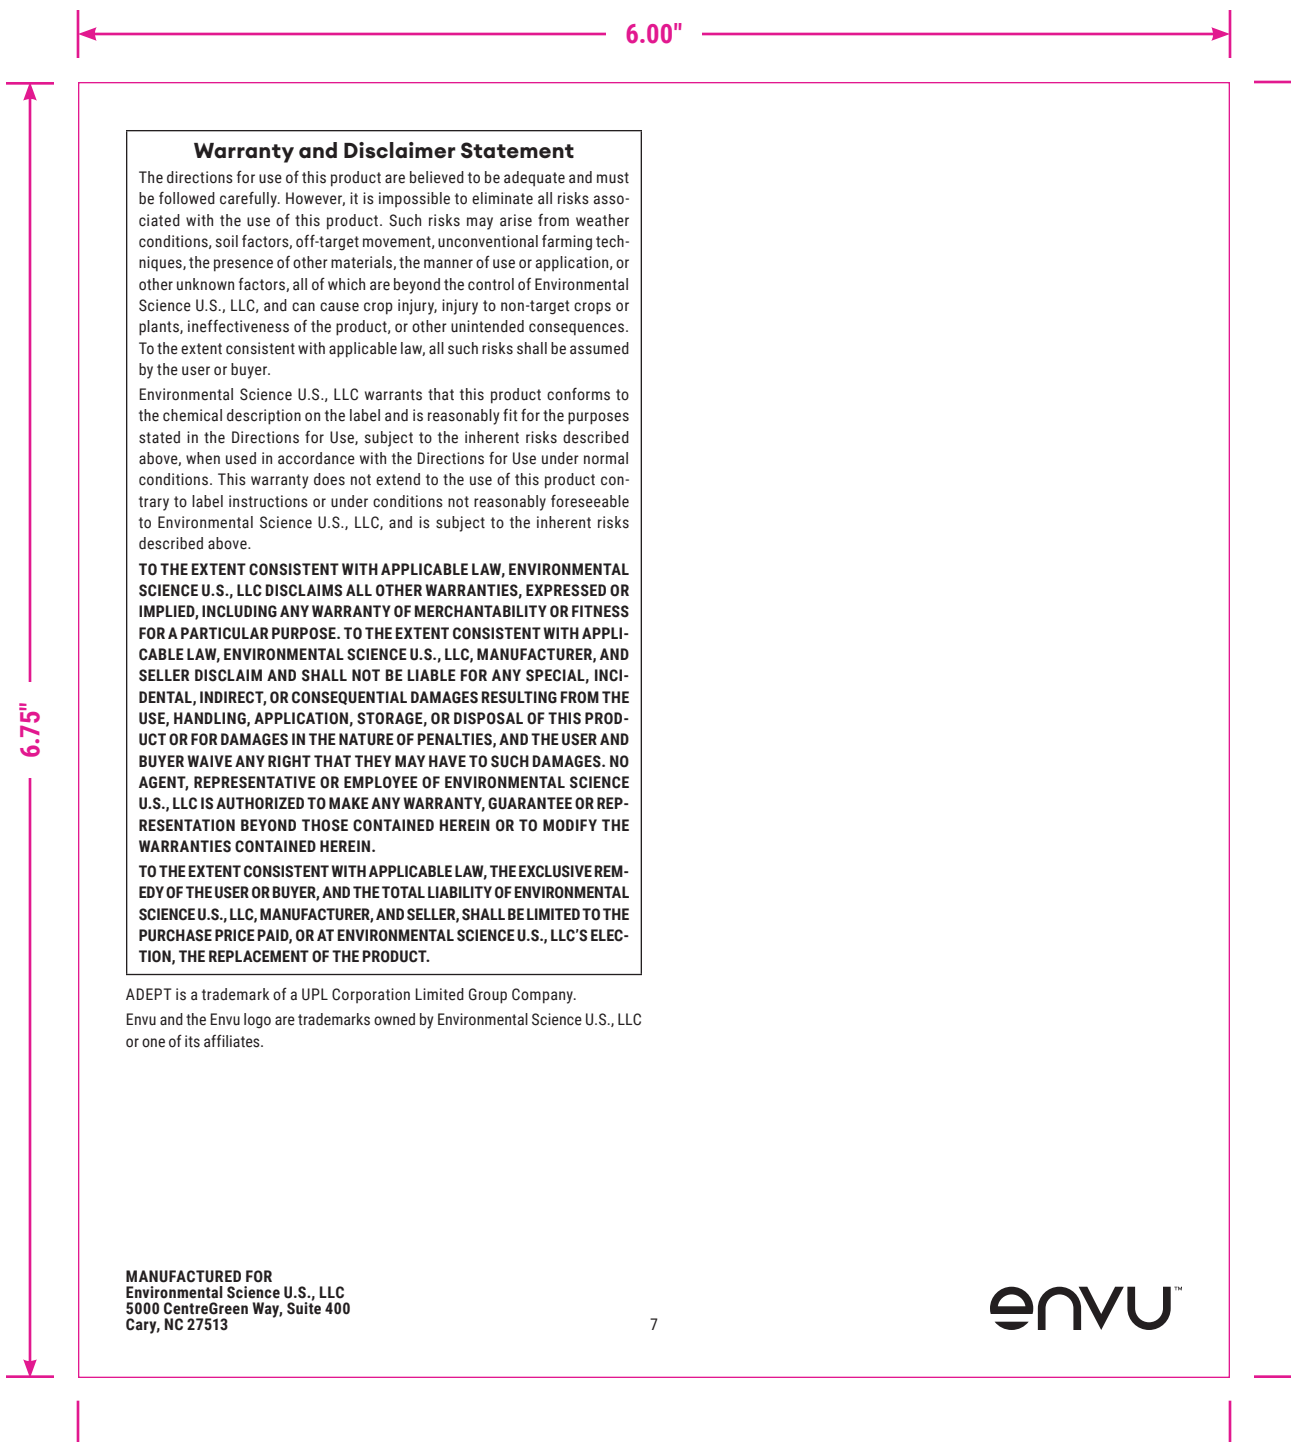 6.00"
6.75"
Warranty and Disclaimer Statement
The directions for use of this product are believed to be adequate and must
be followed carefully. However, it is impossible to eliminate all risks asso-
ciated with the use of this product. Such risks may arise from weather
conditions, soil factors, off-target movement, unconventional farming tech-
niques, the presence of other materials, the manner of use or application, or
other unknown factors, all of which are beyond the control of Environmental
Science U.S., LLC, and can cause crop injury, injury to non-target crops or
plants, ineffectiveness of the product, or other unintended consequences.
To the extent consistent with applicable law, all such risks shall be assumed
by the user or buyer.
Environmental Science U.S., LLC warrants that this product conforms to
the chemical description on the label and is reasonably fit for the purposes
stated in the Directions for Use, subject to the inherent risks described
above, when used in accordance with the Directions for Use under normal
conditions. This warranty does not extend to the use of this product con-
trary to label instructions or under conditions not reasonably foreseeable
to Environmental Science U.S., LLC, and is subject to the inherent risks
described above.
TO THE EXTENT CONSISTENT WITH APPLICABLE LAW, ENVIRONMENTAL
SCIENCE U.S., LLC DISCLAIMS ALL OTHER WARRANTIES, EXPRESSED OR
IMPLIED, INCLUDING ANY WARRANTY OF MERCHANTABILITY OR FITNESS
FOR A PARTICULAR PURPOSE. TO THE EXTENT CONSISTENT WITH APPLI-
CABLE LAW, ENVIRONMENTAL SCIENCE U.S., LLC, MANUFACTURER, AND
SELLER DISCLAIM AND SHALL NOT BE LIABLE FOR ANY SPECIAL, INCI-
DENTAL, INDIRECT, OR CONSEQUENTIAL DAMAGES RESULTING FROM THE
USE, HANDLING, APPLICATION, STORAGE, OR DISPOSAL OF THIS PROD-
UCT OR FOR DAMAGES IN THE NATURE OF PENALTIES, AND THE USER AND
BUYER WAIVE ANY RIGHT THAT THEY MAY HAVE TO SUCH DAMAGES. NO
AGENT, REPRESENTATIVE OR EMPLOYEE OF ENVIRONMENTAL SCIENCE
U.S., LLC IS AUTHORIZED TO MAKE ANY WARRANTY, GUARANTEE OR REP-
RESENTATION BEYOND THOSE CONTAINED HEREIN OR TO MODIFY THE
WARRANTIES CONTAINED HEREIN.
TO THE EXTENT CONSISTENT WITH APPLICABLE LAW, THE EXCLUSIVE REM-
EDY OF THE USER OR BUYER, AND THE TOTAL LIABILITY OF ENVIRONMENTAL
SCIENCE U.S., LLC, MANUFACTURER, AND SELLER, SHALL BE LIMITED TO THE
PURCHASE PRICE PAID, OR AT ENVIRONMENTAL SCIENCE U.S., LLC’S ELEC-
TION, THE REPLACEMENT OF THE PRODUCT.
ADEPT is a trademark of a UPL Corporation Limited Group Company.
Envu and the Envu logo are trademarks owned by Environmental Science U.S., LLC
or one of its affiliates.
MANUFACTURED FOR
Environmental Science U.S., LLC
5000 CentreGreen Way, Suite 400
Cary, NC 27513
7
envu™